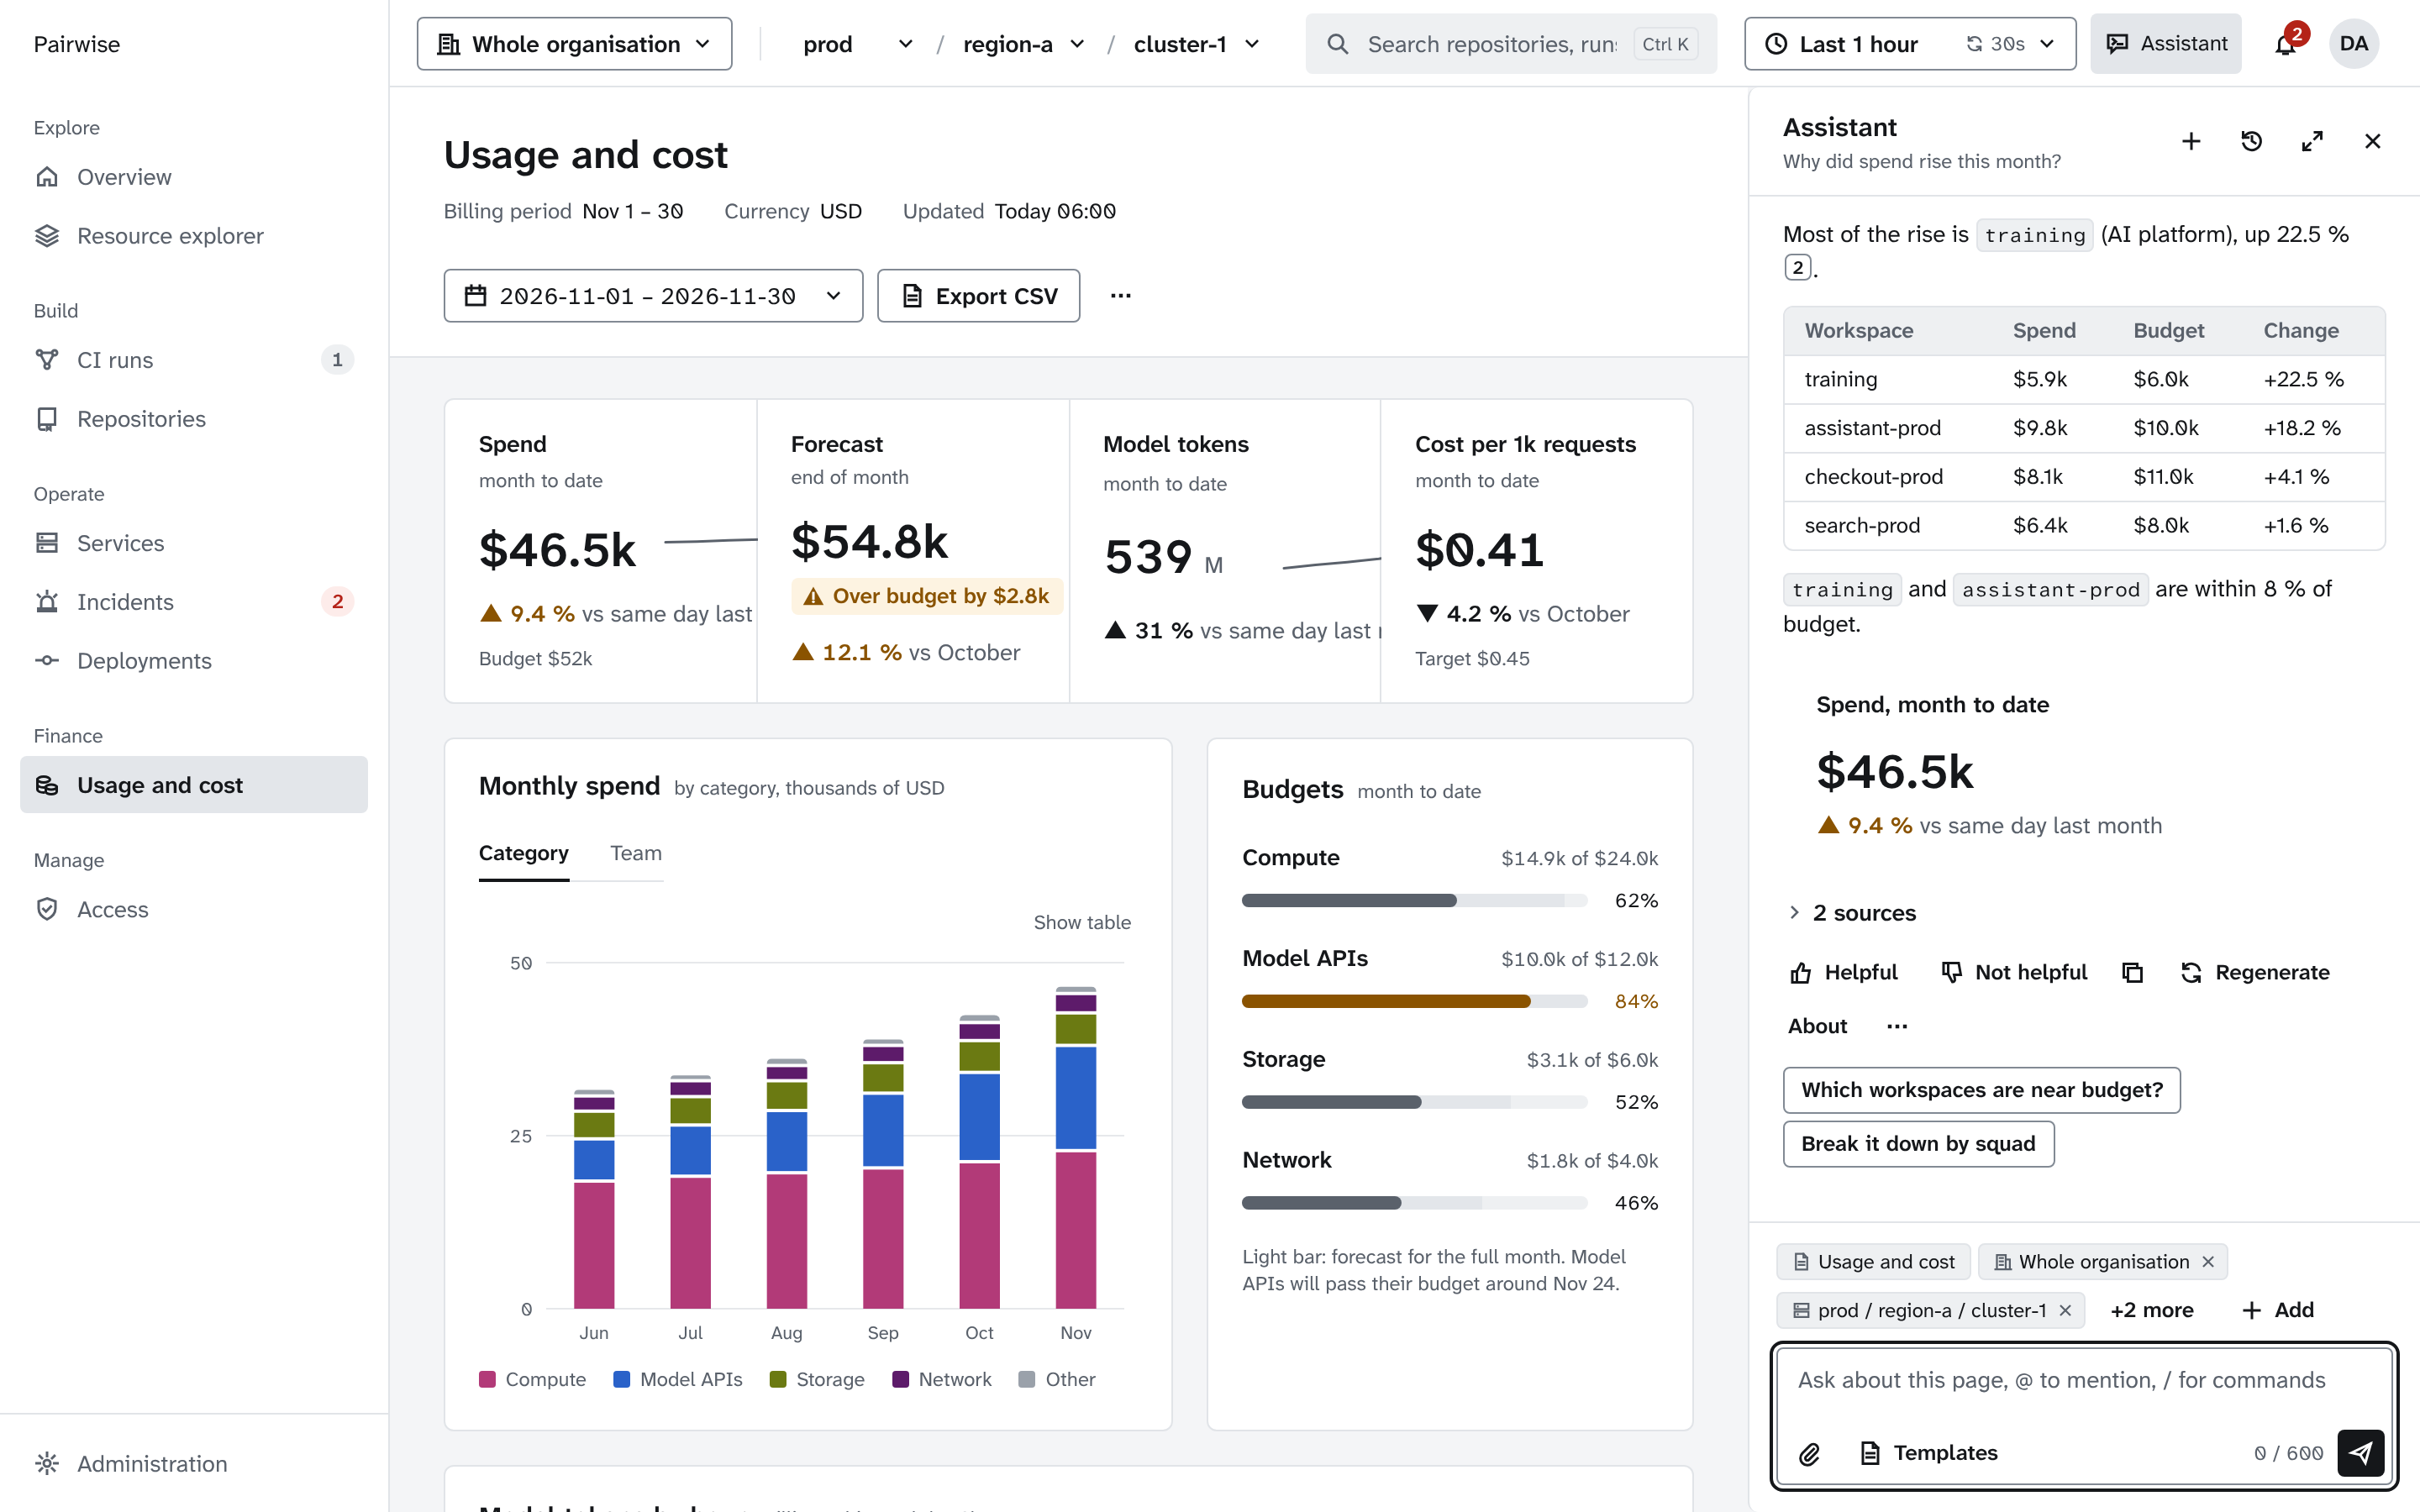 Pairwise
Explore
Overview
Resource explorer
Build
CI runs 1
Repositories
Operate
Services
Incidents 2
Deployments
Finance
Usage and cost
Manage
Access
Administration
Whole organisation
prod / region-a / cluster-1
Search repositories, run Ctrl K
Last 1 hour 30s
Assistant
2
DA
Usage and cost
Billing period Nov 1 – 30 Currency USD Updated Today 06:00
2026-11-01 – 2026-11-30
Export CSV
Spend
month to date
$46.5k
9.4 % vs same day last
Budget $52k
Forecast
end of month
$54.8k
Over budget by $2.8k
12.1 % vs October
Model tokens
month to date
539 M
31 % vs same day last
Cost per 1k requests
month to date
$0.41
4.2 % vs October
Target $0.45
Monthly spend by category, thousands of USD
Category Team
Show table
50
25
0
Jun Jul Aug Sep Oct Nov
Compute Model APIs Storage Network Other
Budgets month to date
Compute $14.9k of $24.0k
62%
Model APIs $10.0k of $12.0k
84%
Storage $3.1k of $6.0k
52%
Network $1.8k of $4.0k
46%
Light bar: forecast for the full month. Model
APIs will pass their budget around Nov 24.
Assistant
Why did spend rise this month?
Most of the rise is training (AI platform), up 22.5 %
2.
Workspace Spend Budget Change
training $5.9k $6.0k +22.5 %
assistant-prod $9.8k $10.0k +18.2 %
checkout-prod $8.1k $11.0k +4.1 %
search-prod $6.4k $8.0k +1.6 %
training and assistant-prod are within 8 % of
budget.
Spend, month to date
$46.5k
9.4 % vs same day last month
2 sources
Helpful Not helpful Regenerate
About
Which workspaces are near budget?
Break it down by squad
Usage and cost Whole organisation
prod / region-a / cluster-1 +2 more Add
Ask about this page, @ to mention, / for commands
Templates 0 / 600